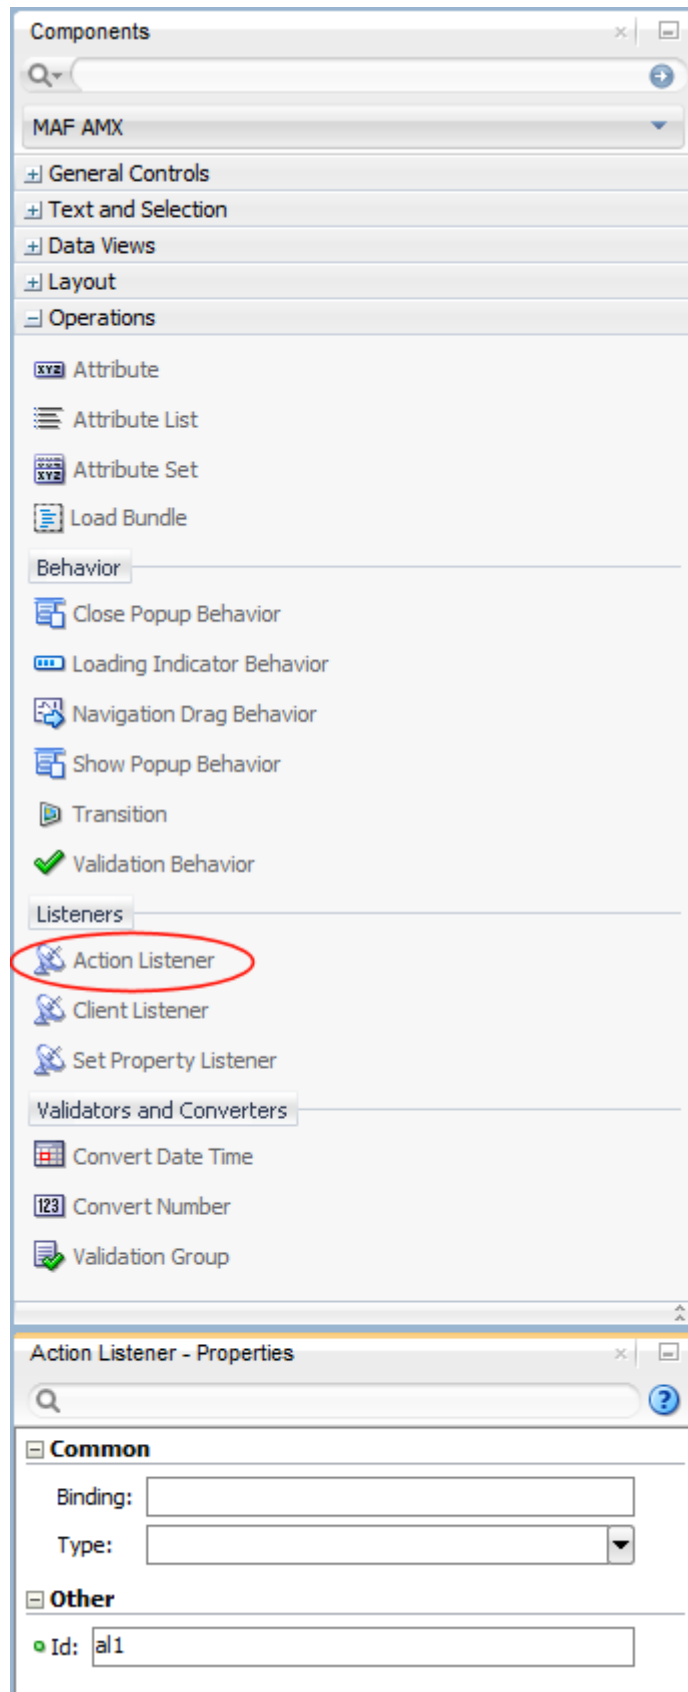 Components
MAF AMX
General Controls
Text and Selection
Data Views
Layout
Operations
XYZ Attribute
Attribute List
XYZ Attribute Set
Load Bundle
Behavior
Close Popup Behavior
Loading Indicator Behavior
Navigation Drag Behavior
Show Popup Behavior
Transition
Validation Behavior
Listeners
Action Listener
Client Listener
Set Property Listener
Validators and Converters
Convert Date Time
123 Convert Number
Validation Group
Action Listener - Properties
?
Common
Binding:
Type:
Other
Id: al1